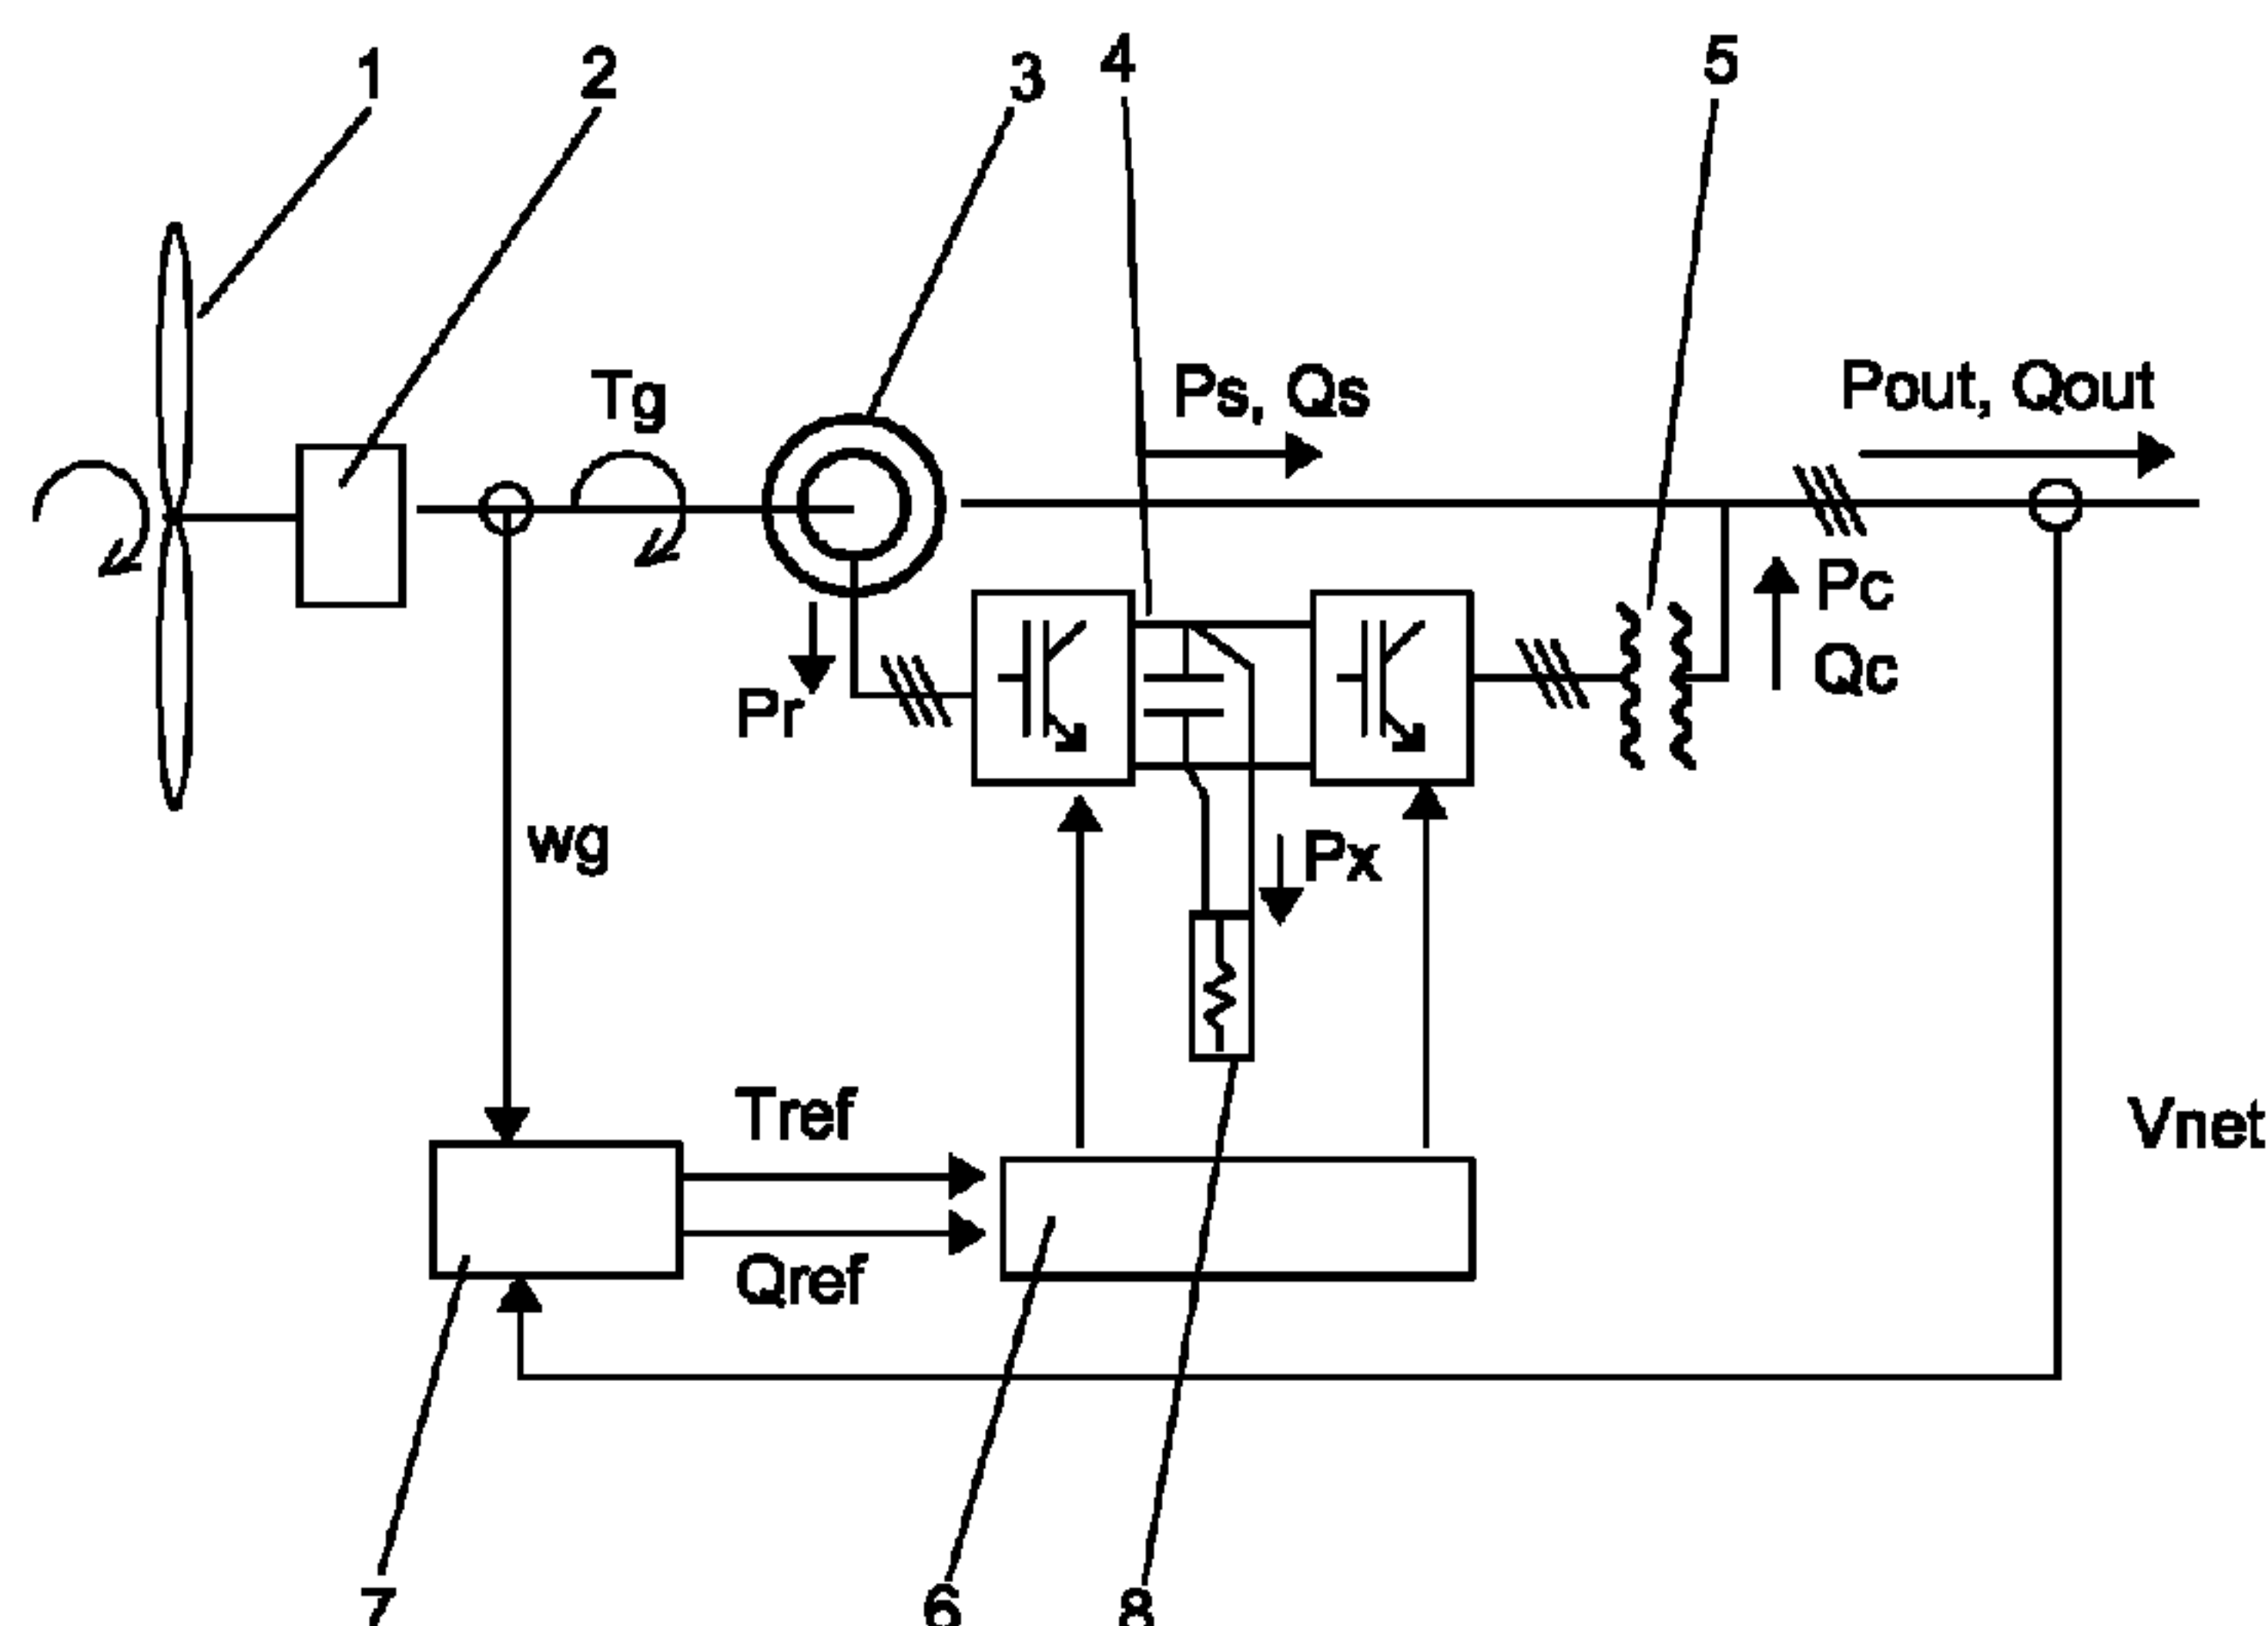 1 2 3 4 5
Tg
Ps, Qs
Pout, Qout
Pc
Qc
Pr
wg
Px
Tref
Vnet
Qref
7 6 8